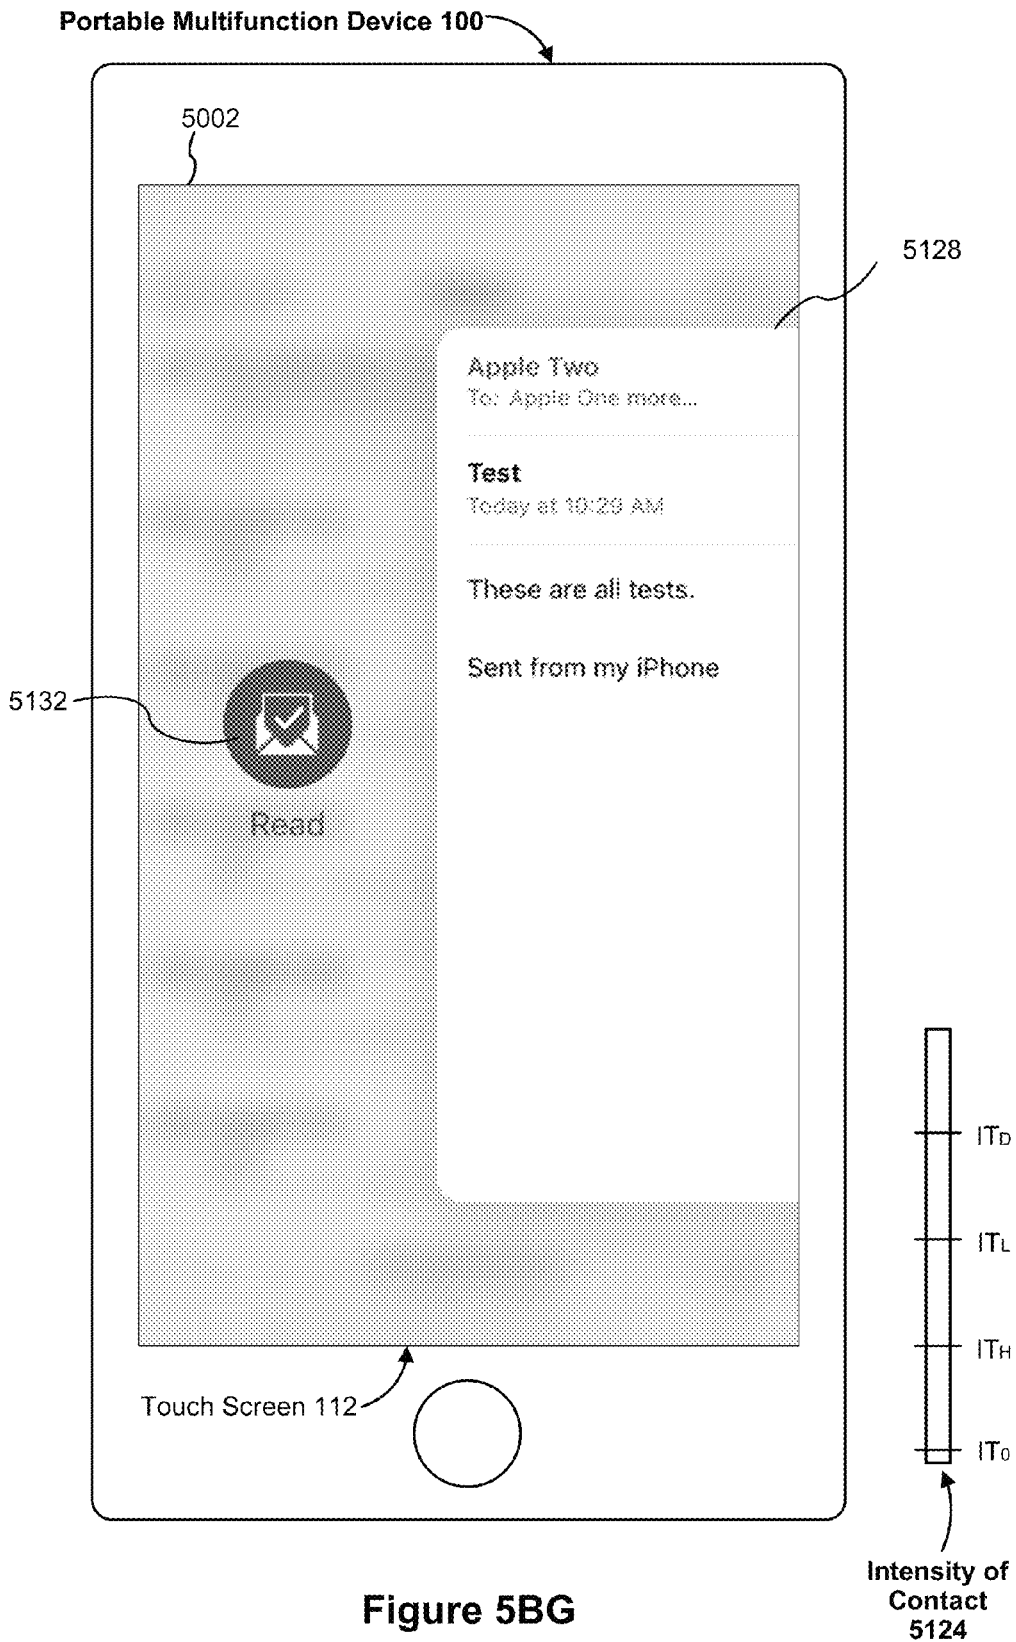 Portable Multifunction Device 100
5002
5128
Apple Two
To: Apple One more...
Test
Today at 10:29 AM
These are all tests.
Sent from my iPhone
5132
Read
ITD
ITL
ITH
IT0
Touch Screen 112
Intensity of
Contact
5124
Figure 5BG